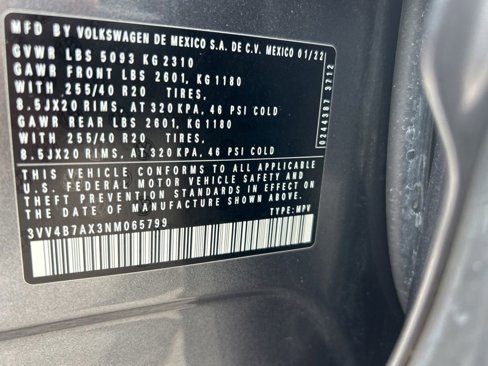 MFD BY VOLKSWAGEN DE MEXICO S.A. DE C.V. MEXICO 01/22
GVWR LBS 5093 KG 2310
GAWR FRONT LBS 2601, KG 1180
WITH 255/40 R20 TIRES,
8.5JX20 RIMS, AT 320 KPA, 46 PSI COLD
GAWR REAR LBS 2601, KG 1180
WITH 255/40 R20 TIRES,
8.5JX20 RIMS, AT 320 KPA, 46 PSI COLD
THIS VEHICLE CONFORMS TO ALL APPLICABLE
U.S. FEDERAL MOTOR VEHICLE SAFETY AND
THEFT PREVENTION STANDARDS IN EFFECT ON
THE DATE OF MANUFACTURE SHOWN ABOVE.
3VV4B7AX3NM065799 TYPE: MPV
0244387 3712